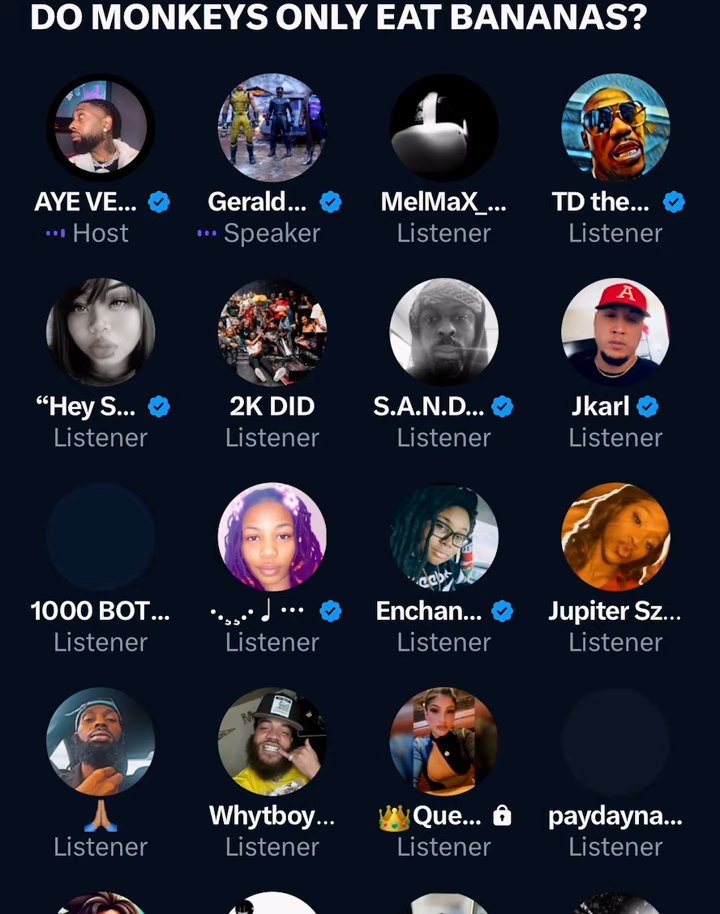 DO MONKEYS ONLY EAT BANANAS?
AYE VE... Gerald... MelMaX_... TD the...
Host Speaker Listener Listener
“Hey S... 2K DID S.A.N.D... Jkarl
Listener Listener Listener Listener
A
1000 BOT... •.¸¸.• ♩ ··· Enchan... Jupiter Sz...
Listener Listener Listener Listener
🙏🏽 Whytboy... 👑Que... paydayna...
Listener Listener Listener Listener